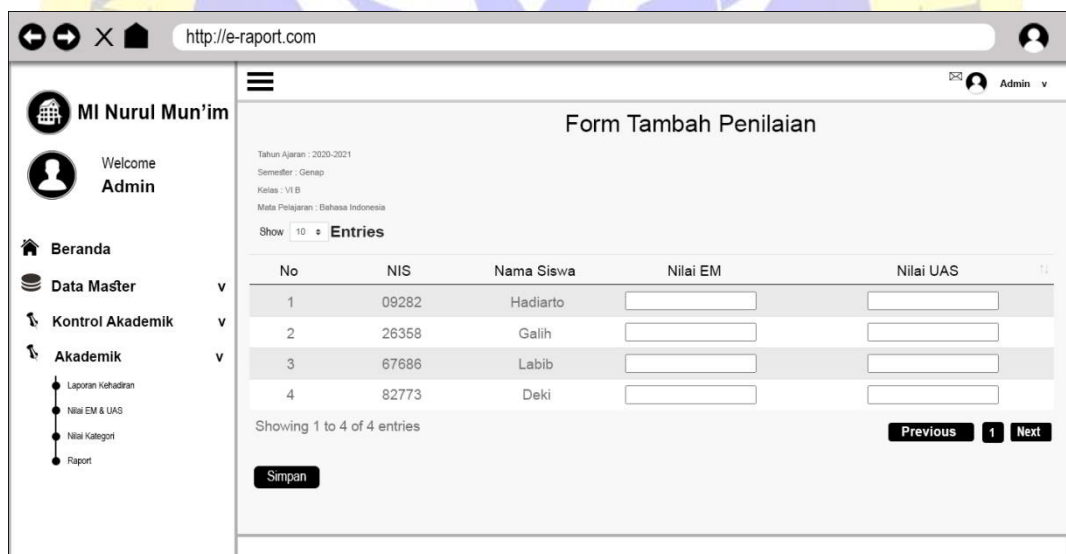 http://e-raport.com
MI Nurul Mun'im
Welcome
Admin
Beranda
Data Master v
Kontrol Akademik v
Akademik v
Laporan Kehadiran
Nilai EM & UAS
Nilai Kategori
Raport
Admin v
Form Tambah Penilaian
Tahun Ajaran : 2020-2021
Semester : Genap
Kelas : VI B
Mata Pelajaran : Bahasa Indonesia
Show 10 Entries
No NIS Nama Siswa Nilai EM Nilai UAS
1 09282 Hadiarto
2 26358 Galih
3 67686 Labib
4 82773 Deki
Showing 1 to 4 of 4 entries
Previous 1 Next
Simpan